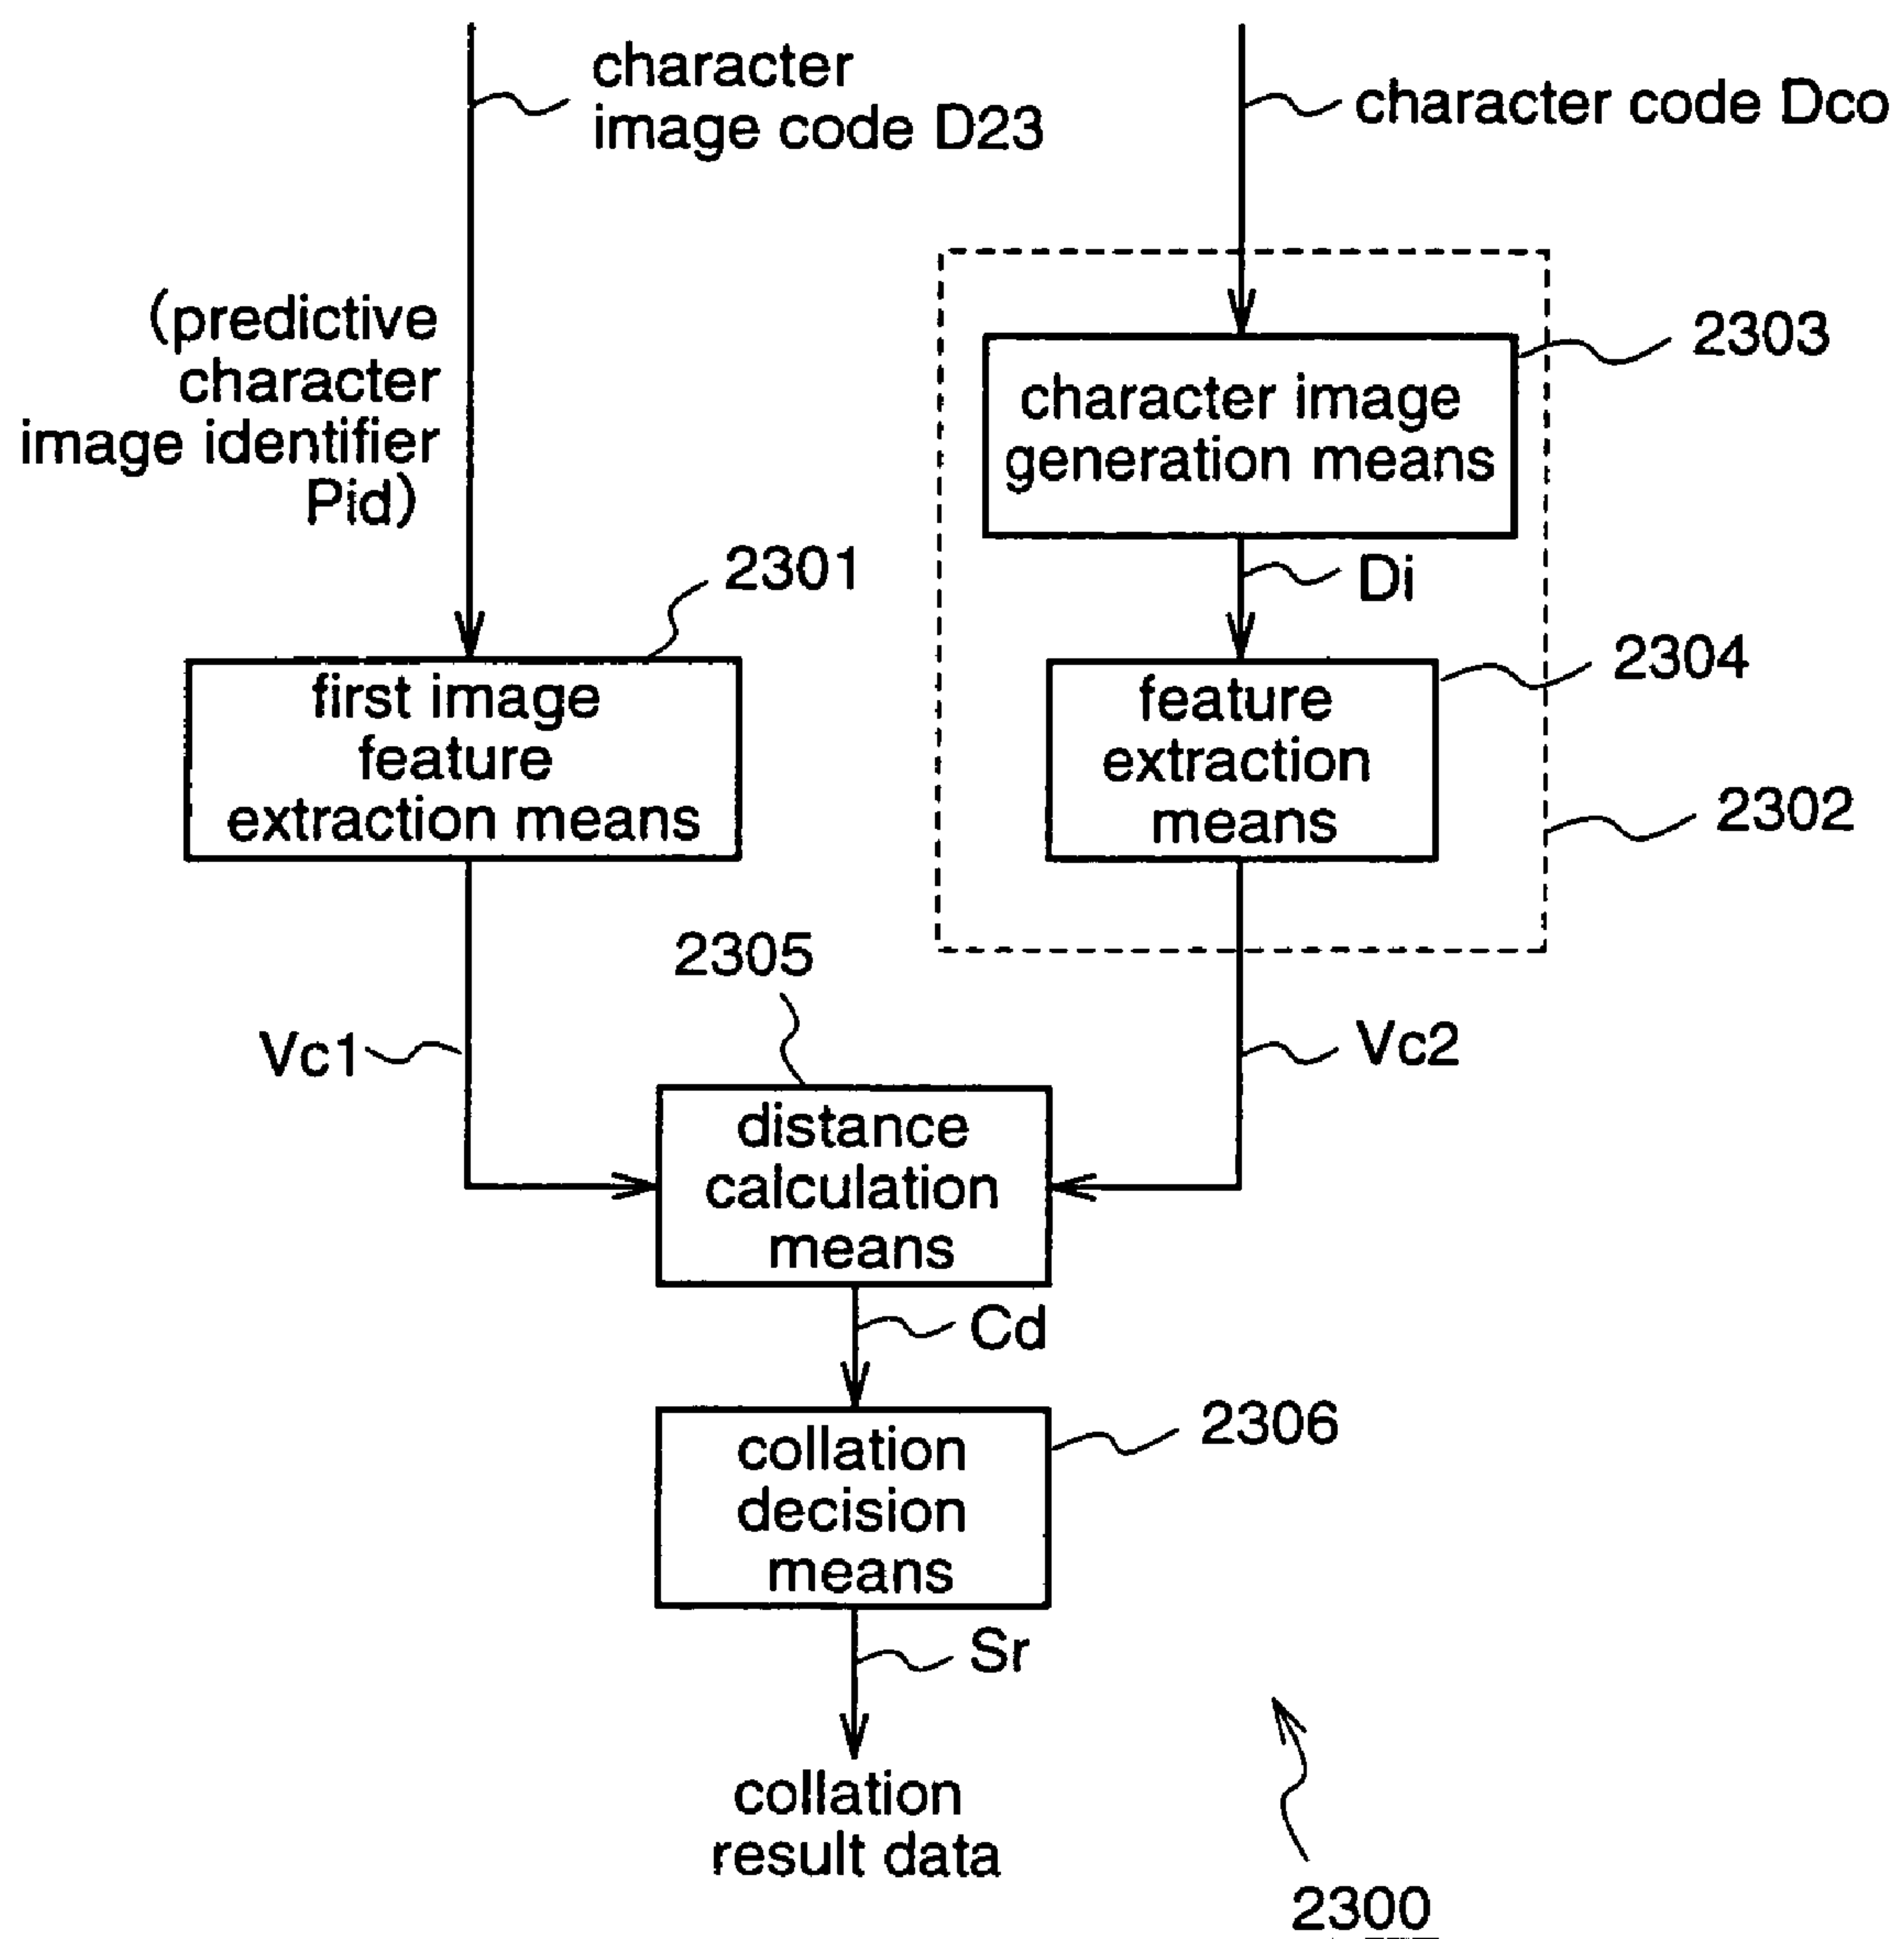 character
image code D23
character code Dco
(predictive
character
image identifier
Pid)
2303
character image
generation means
Di
2301
first image
feature
extraction means
2304
feature
extraction
means
2302
2305
Vc1
Vc2
distance
calculation
means
Cd
2306
collation
decision
means
Sr
collation
result data
2300